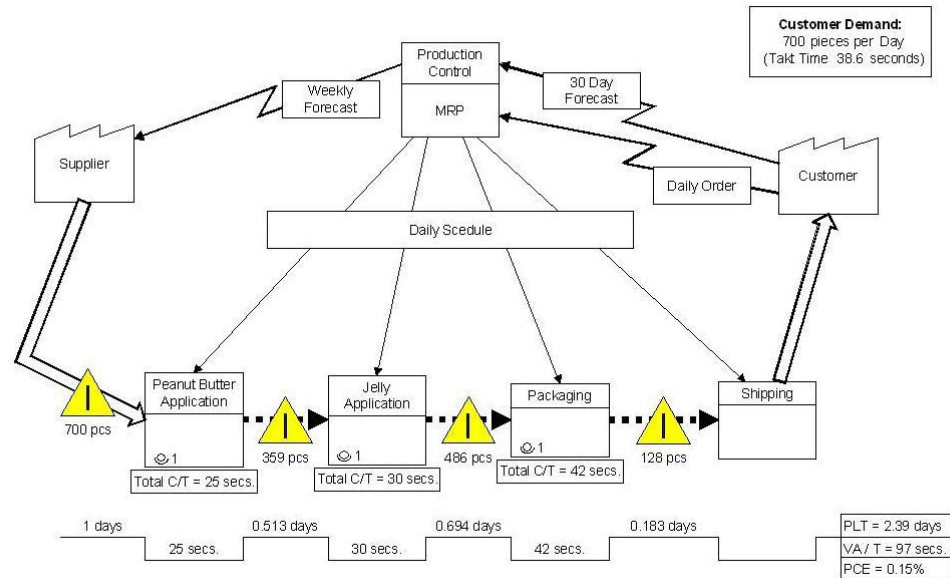 Customer Demand:
700 pieces per Day
(Takt Time 38.6 seconds)
Production
Control
MRP
Weekly
Forecast
30 Day
Forecast
Supplier
Customer
Daily Order
Daily Scedule
Peanut Butter
Application
1
Total C/T = 25 secs.
Jelly
Application
1
Total C/T = 30 secs.
Packaging
1
Total C/T = 42 secs.
Shipping
I
700 pcs
I
359 pcs
I
486 pcs
I
128 pcs
1 days
0.513 days
0.694 days
0.183 days
25 secs.
30 secs.
42 secs.
PLT = 2.39 days
VA / T = 97 secs.
PCE = 0.15%